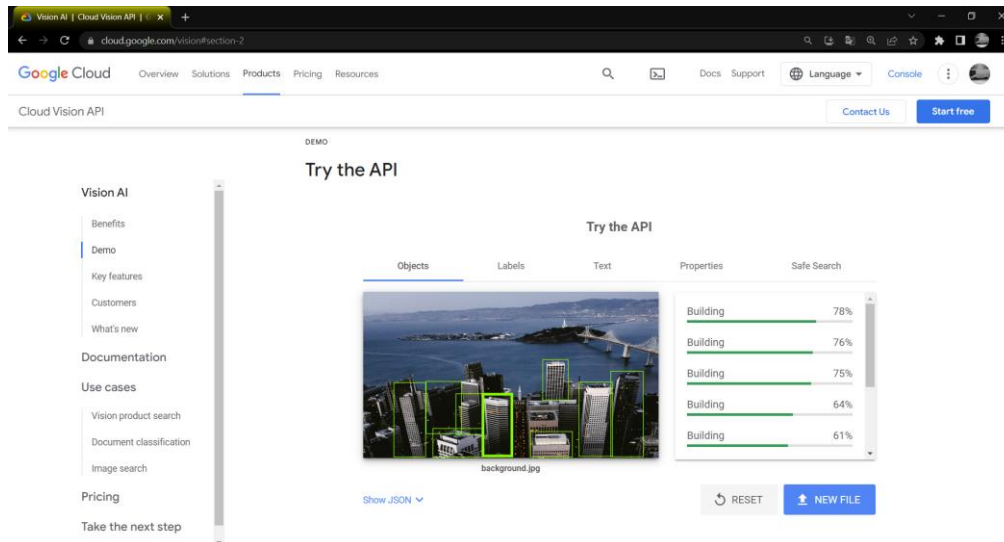 Vision AI | Cloud Vision API |
cloud.google.com/vision#section-2
Google Cloud Overview Solutions Products Pricing Resources Docs Support Language Console
Cloud Vision API Contact Us Start free
DEMO
Try the API
Vision AI
Benefits
Demo
Key features
Customers
What's new
Documentation
Use cases
Vision product search
Document classification
Image search
Pricing
Take the next step
Try the API
Objects Labels Text Properties Safe Search
Building 78%
Building 76%
Building 75%
Building 64%
Building 61%
background.jpg
Show JSON RESET NEW FILE